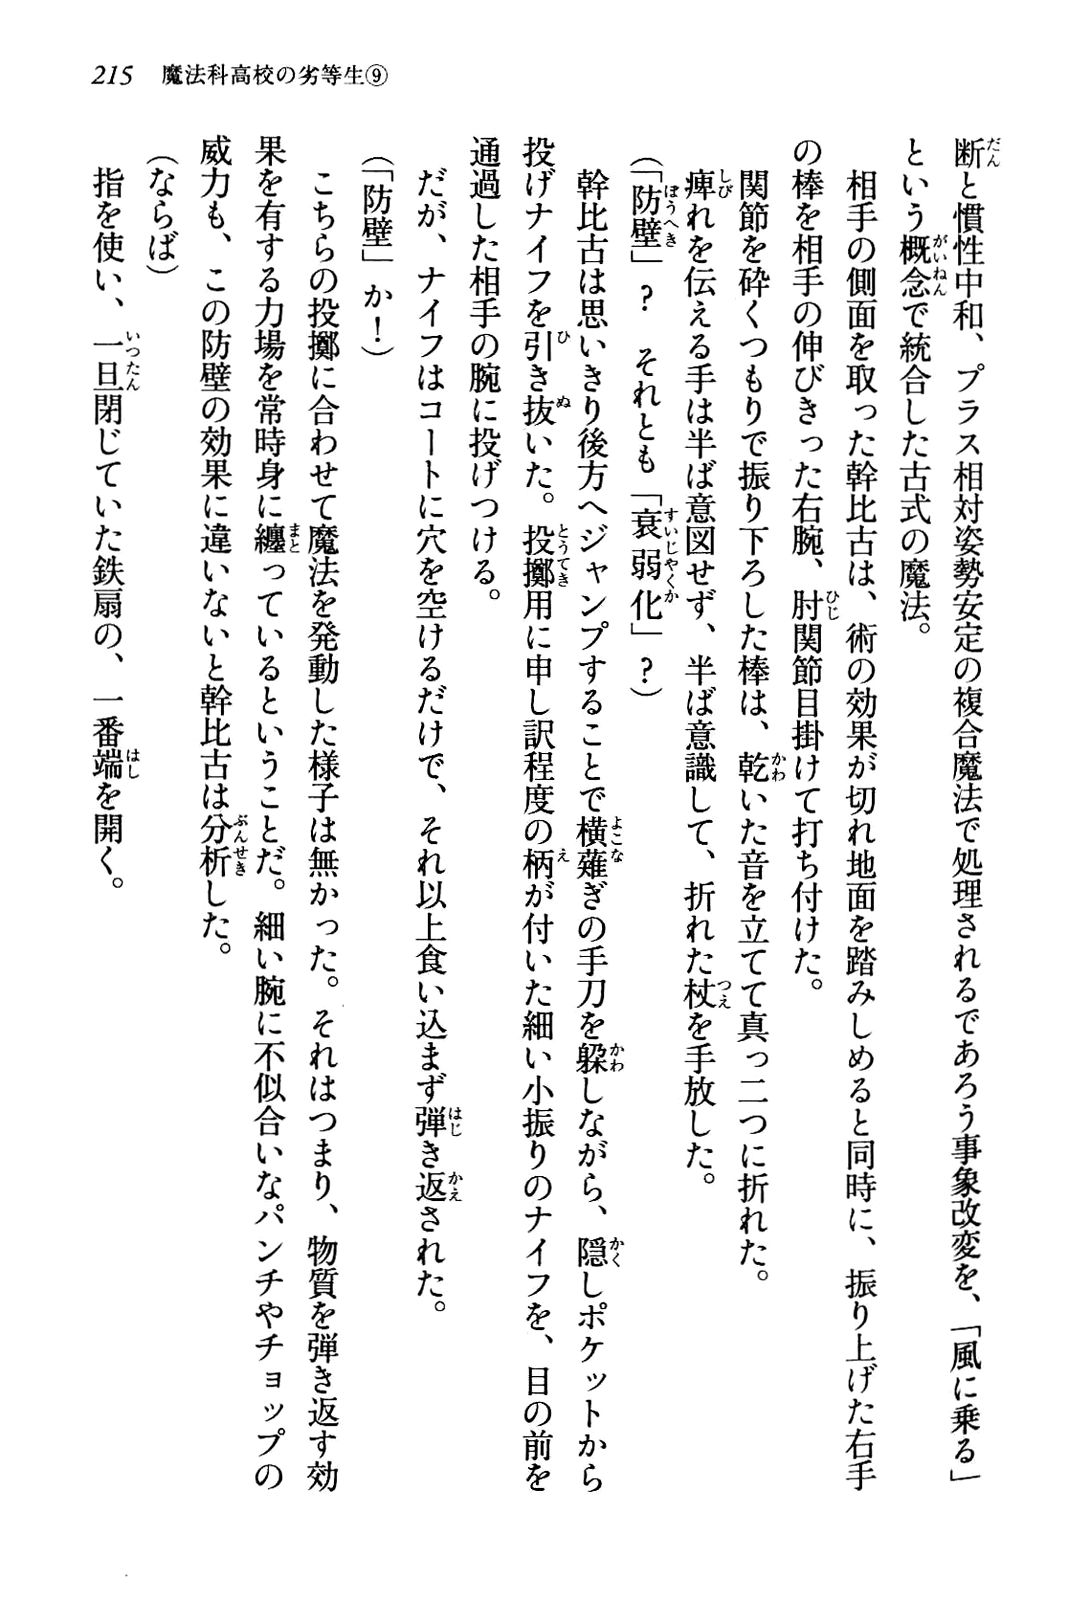 215 魔法科高校の劣等生⑨
断と慣性中和、プラス相対姿勢安定の複合魔法で処理されるであろう事象改変を、「風に乗る」
という概念で統合した古式の魔法。
相手の側面を取った幹比古は、術の効果が切れ地面を踏みしめると同時に、振り上げた右手
の棒を相手の伸びきった右腕、肘関節目掛けて打ち付けた。
関節を砕くつもりで振り下ろした棒は、乾いた音を立てて真っ二つに折れた。
痺れを伝える手は半ば意図せず、半ば意識して、折れた杖を手放した。
(「防壁」? それとも「衰弱化」?)
幹比古は思いきり後方へジャンプすることで横薙ぎの手刀を躱しながら、隠しポケットから
投げナイフを引き抜いた。投擲用に申し訳程度の柄が付いた細い小振りのナイフを、目の前を
通過した相手の腕に投げつける。
だが、ナイフはコートに穴を空けるだけで、それ以上食い込まず弾き返された。
(「防壁」か!)
こちらの投擲に合わせて魔法を発動した様子は無かった。それはつまり、物質を弾き返す効
果を有する力場を常時身に纏っているということだ。細い腕に不似合いなパンチやチョップの
威力も、この防壁の効果に違いないと幹比古は分析した。
(ならば)
指を使い、一旦閉じていた鉄扇の、一番端を開く。